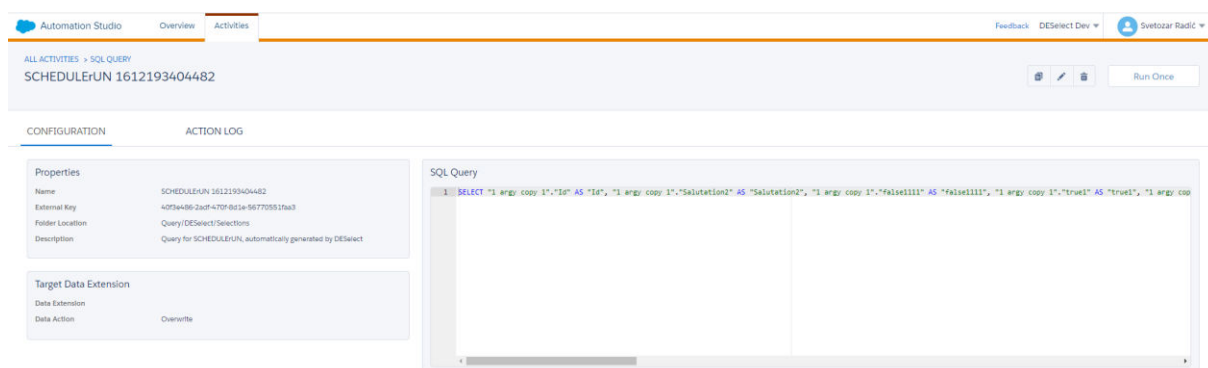 Automation Studio Overview Activities Feedback DESelect Dev Svetozar Radić
ALL ACTIVITIES > SQL QUERY
SCHEDULErUN 1612193404482 Run Once
CONFIGURATION ACTION LOG
Properties
Name SCHEDULErUN 1612193404482
External Key 40f3e486-2adf-470f-8d1e-56770551faa3
Folder Location Query/DESelect/Selections
Description Query for SCHEDULErUN, automatically generated by DESelect
Target Data Extension
Data Extension
Data Action Overwrite
SQL Query
1 SELECT "1 argy copy 1"."Id" AS "Id", "1 argy copy 1"."Salutetion2" AS "Salutetion2", "1 argy copy 1"."false1111" AS "false1111", "1 argy copy 1"."true1" AS "true1", "1 argy cop